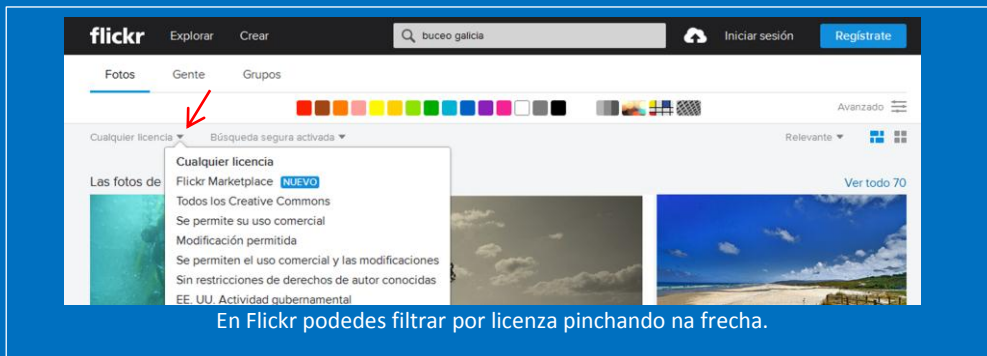 flickr Explorar Crear buceo galicia Iniciar sesión Regístrate
Fotos Gente Grupos
Avanzado
Cualquier licencia Búsqueda segura activada Relevante
Cualquier licencia
Las fotos de Flickr Marketplace NUEVO Ver todo 70
Todos los Creative Commons
Se permite su uso comercial
Modificación permitida
Se permiten el uso comercial y las modificaciones
Sin restricciones de derechos de autor conocidas
EE. UU. Actividad gubernamental
En Flickr podedes filtrar por licenza pinchando na frecha.